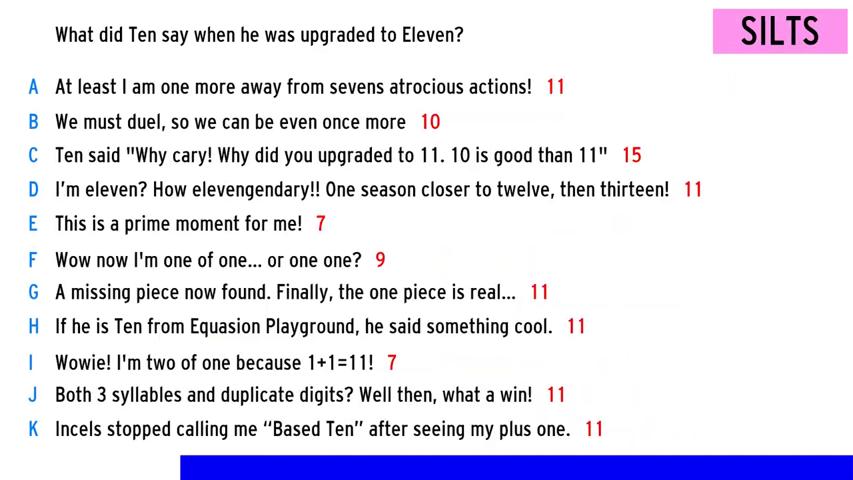 What did Ten say when he was upgraded to Eleven?
SILTS
A At least I am one more away from sevens atrocious actions! 11
B We must duel, so we can be even once more 10
C Ten said "Why cary! Why did you upgraded to 11. 10 is good than 11" 15
D I'm eleven? How elevengendary!! One season closer to twelve, then thirteen! 11
E This is a prime moment for me! 7
F Wow now I'm one of one... or one one? 9
G A missing piece now found. Finally, the one piece is real... 11
H If he is Ten from Equasion Playground, he said something cool. 11
I Wowie! I'm two of one because 1+1=11! 7
J Both 3 syllables and duplicate digits? Well then, what a win! 11
K Incels stopped calling me “Based Ten” after seeing my plus one. 11